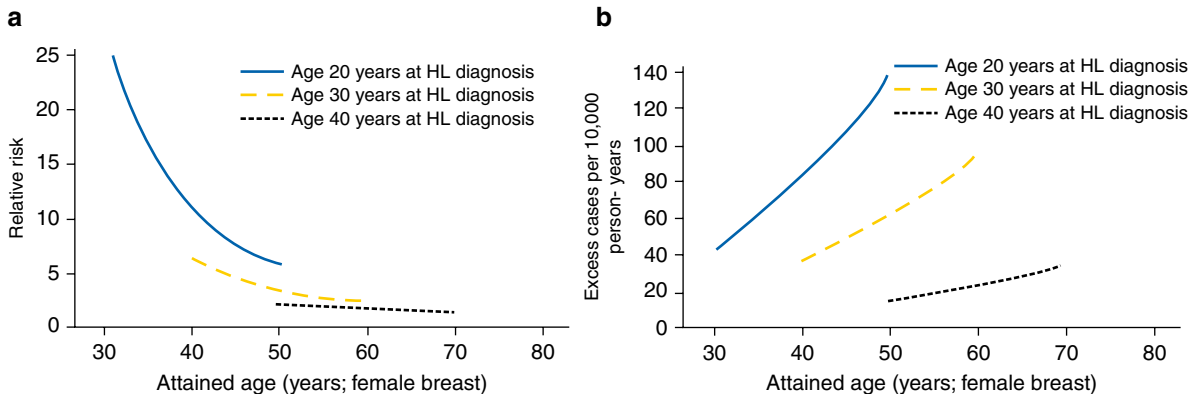 a
25
20
15
10
5
0
Relative risk
Age 20 years at HL diagnosis
Age 30 years at HL diagnosis
Age 40 years at HL diagnosis
30 40 50 60 70 80
Attained age (years; female breast)
b
140
120
100
80
60
40
20
0
Excess cases per 10,000
person- years
Age 20 years at HL diagnosis
Age 30 years at HL diagnosis
Age 40 years at HL diagnosis
30 40 50 60 70 80
Attained age (years; female breast)